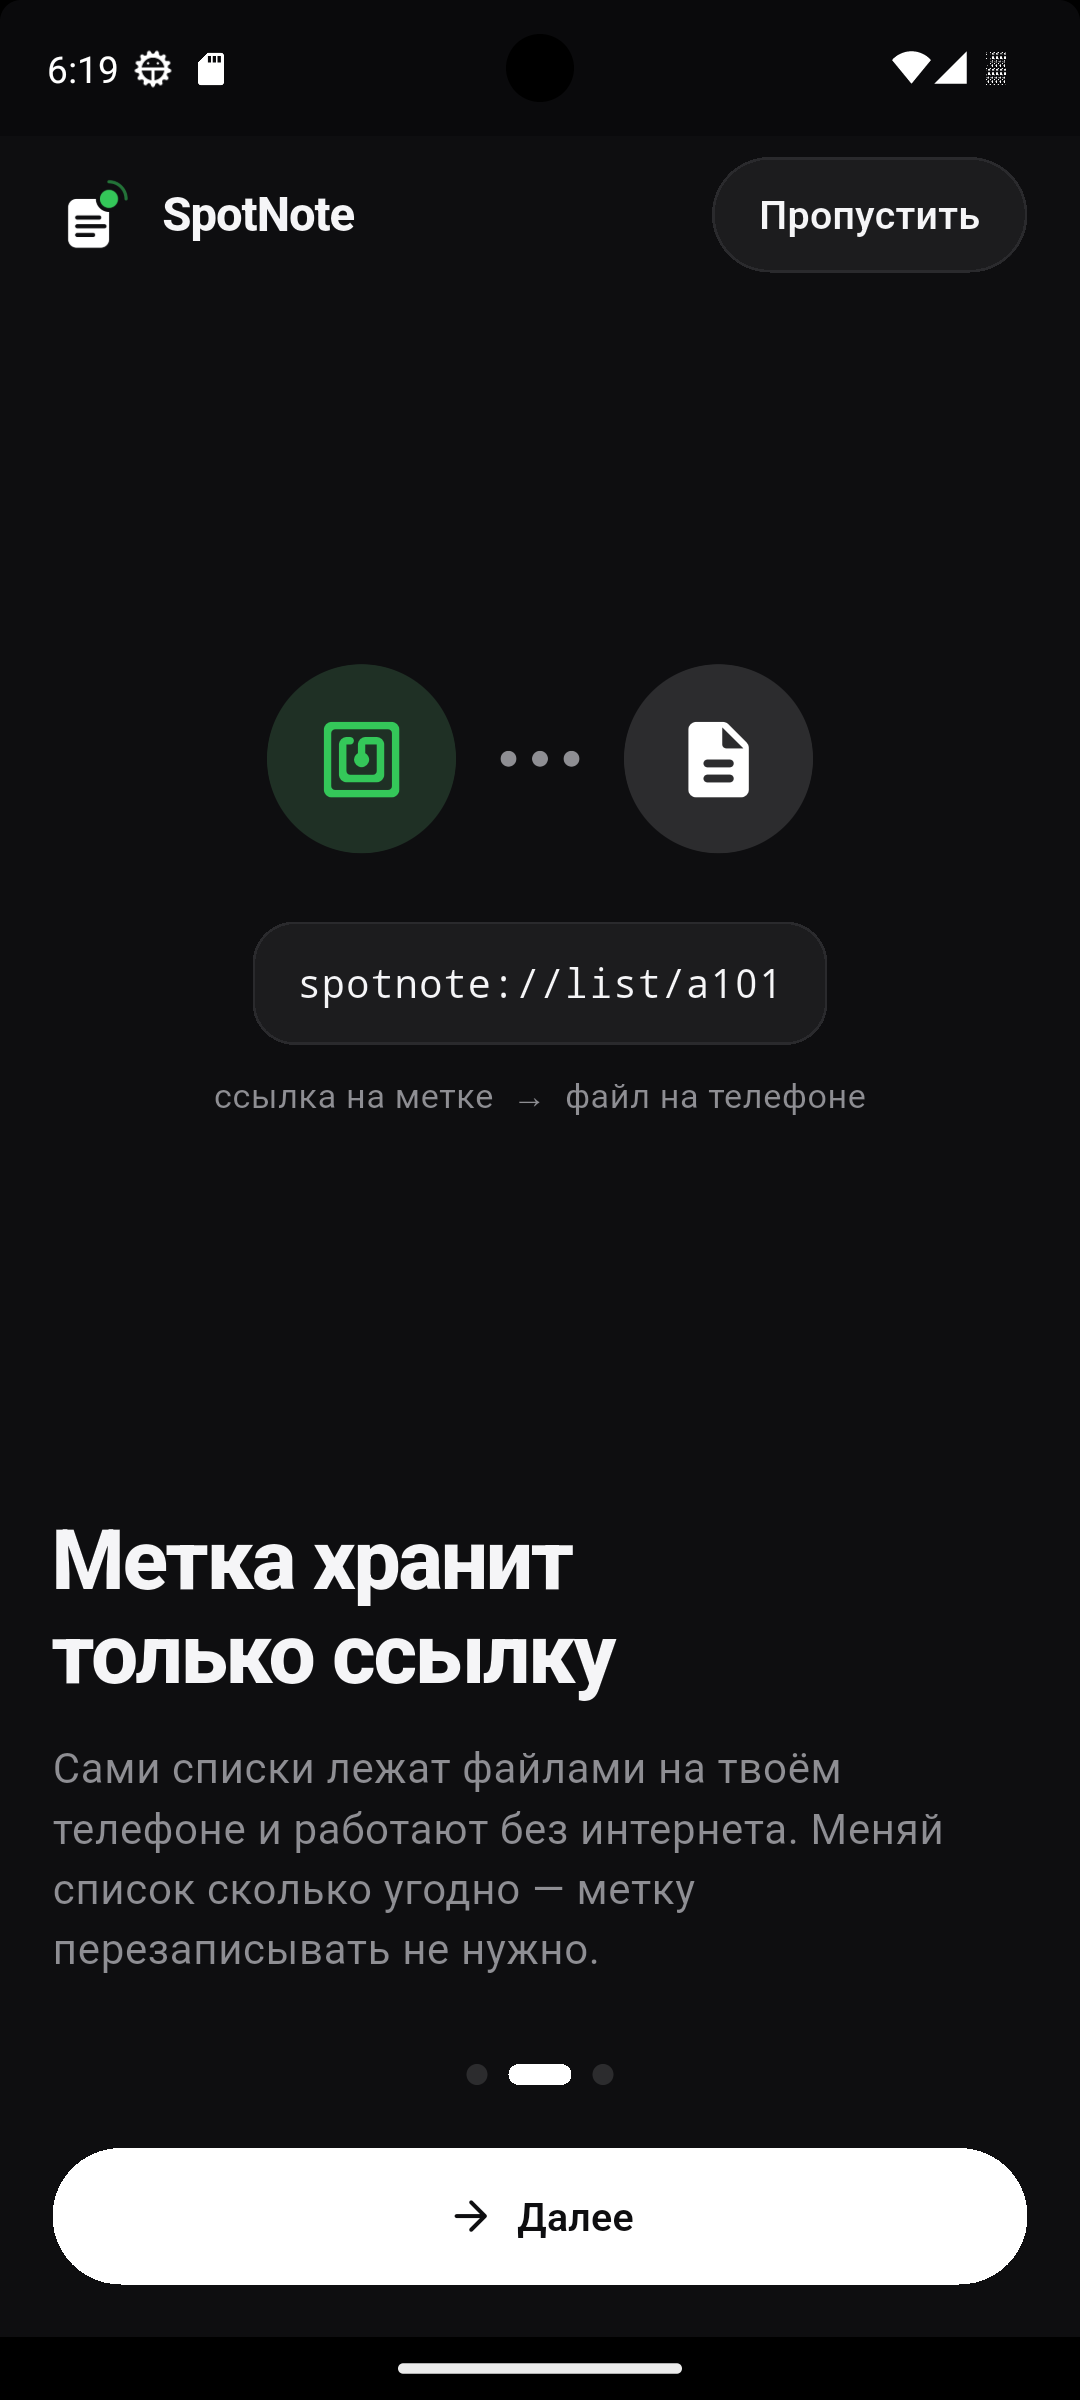 6:19
SpotNote
Пропустить
spotnote://list/a101
ссылка на метке → файл на телефоне
Метка хранит
только ссылку
Сами списки лежат файлами на твоём
телефоне и работают без интернета. Меняй
список сколько угодно — метку
перезаписывать не нужно.
→ Далее